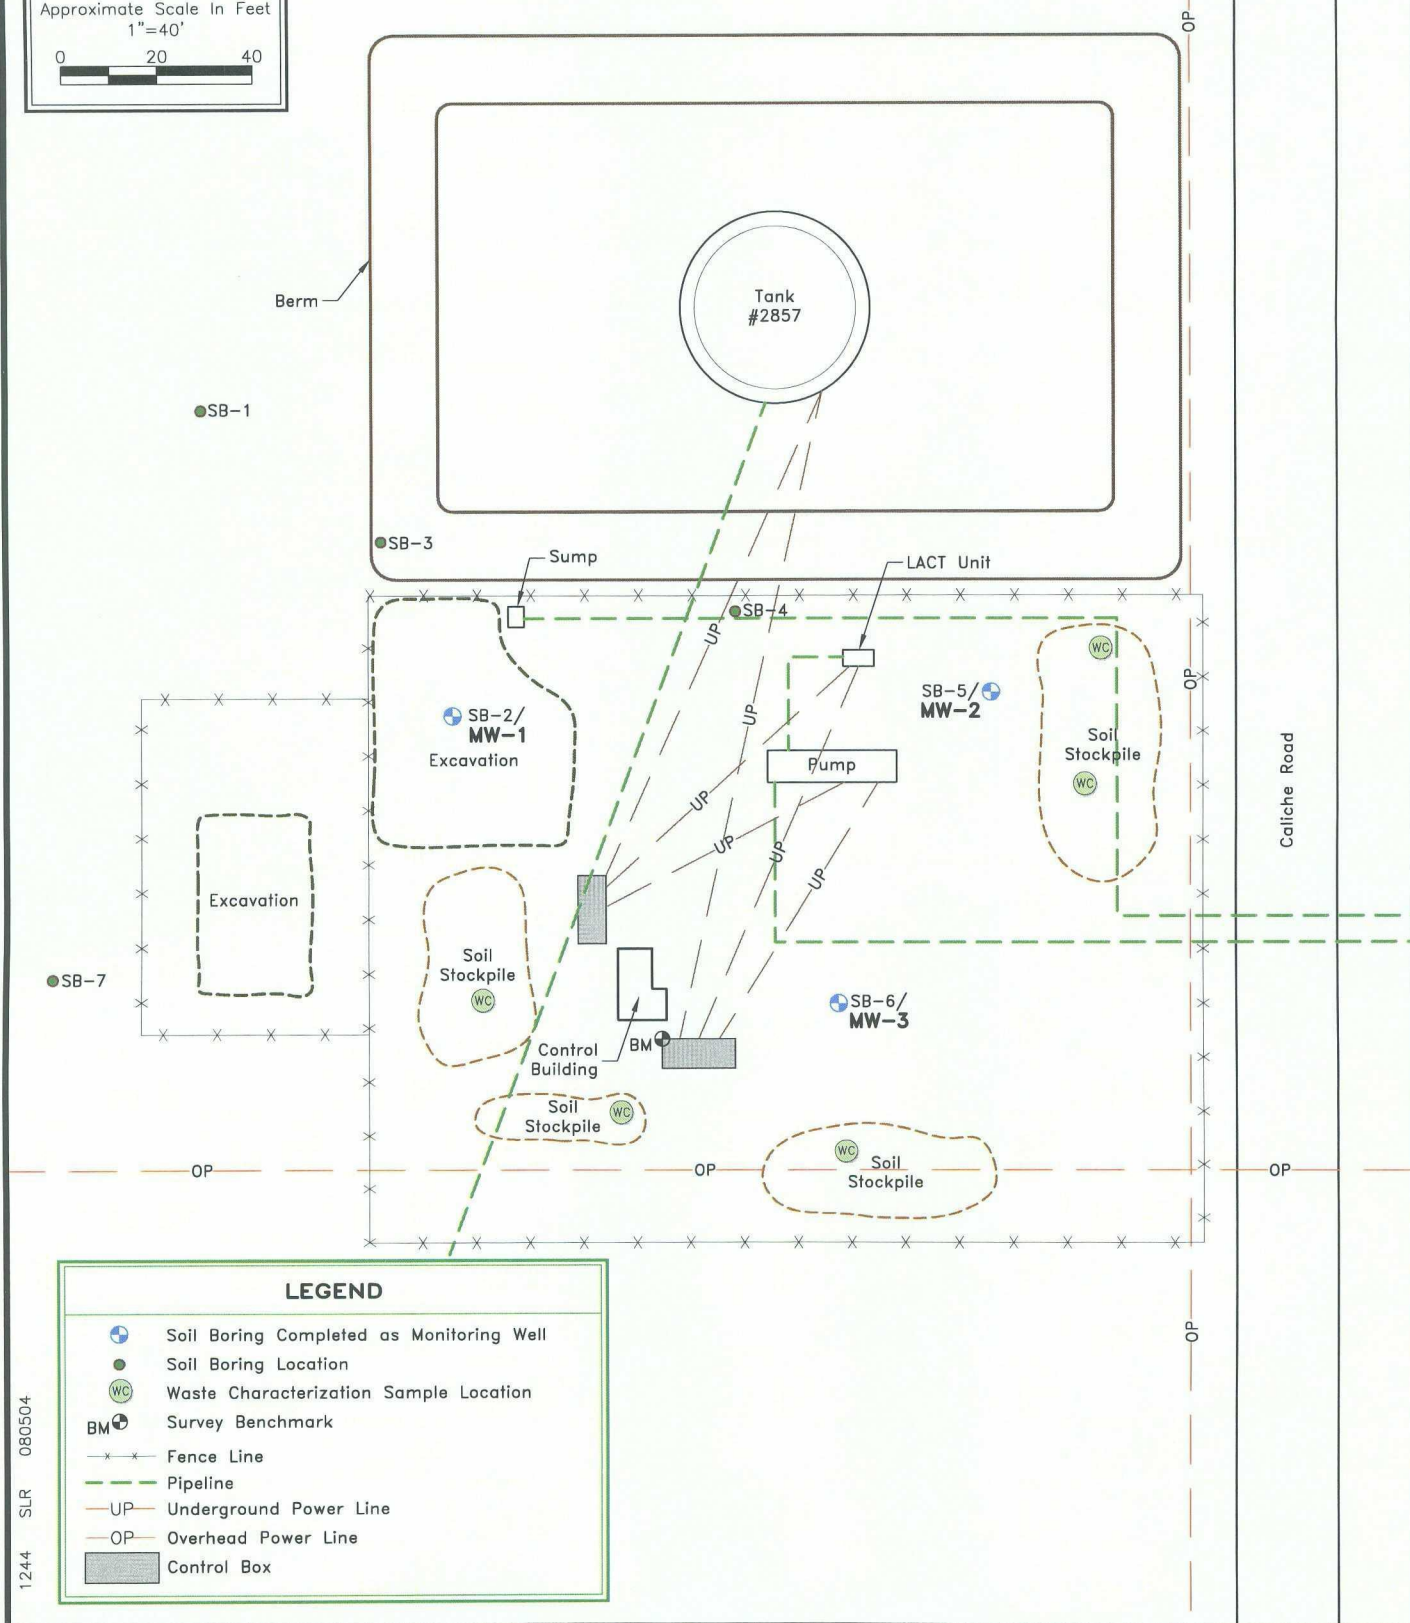 Approximate Scale In Feet
1"=40'
0 20 40
OP
Tank
#2857
Berm
SB-1
SB-3
Sump
LACT Unit
SB-4
UP
WC
OP
SB-5/
MW-2
SB-2/
MW-1
Excavation
UP
Soil
Stockpile
Pump
WC
Caliche Road
UP
UP
UP
UP
Excavation
Soil
Stockpile
WC
SB-7
SB-6/
MW-3
BM
Control
Building
Soil
Stockpile
WC
WC
Soil
Stockpile
OP
OP
OP
OP
LEGEND
Soil Boring Completed as Monitoring Well
Soil Boring Location
WC Waste Characterization Sample Location
BM Survey Benchmark
Fence Line
Pipeline
UP Underground Power Line
OP Overhead Power Line
Control Box
1244 SLR 080504